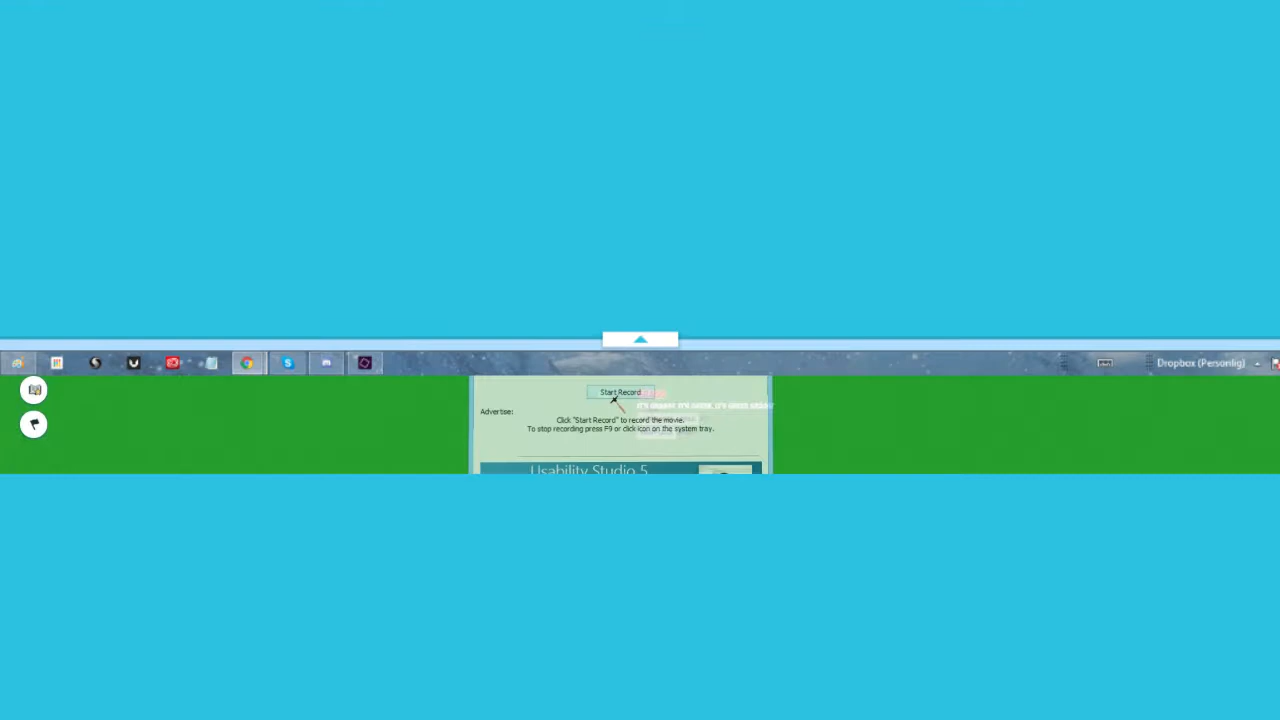 Dropbox (Personlig)
Start Record
Advertise:
Click "Start Record" to record the movie.
To stop recording press F9 or click icon on the system tray.
Usability Studio 5